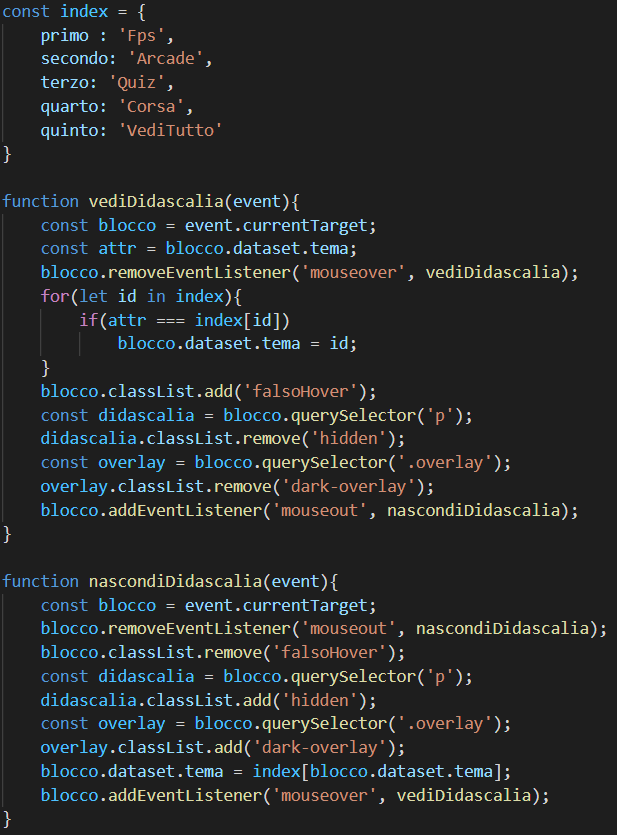 const index = {
    primo : 'Fps',
    secondo: 'Arcade',
    terzo: 'Quiz',
    quarto: 'Corsa',
    quinto: 'VediTutto'
}

function vediDidascalia(event){
    const blocco = event.currentTarget;
    const attr = blocco.dataset.tema;
    blocco.removeEventListener('mouseover', vediDidascalia);
    for(let id in index){
        if(attr === index[id])
            blocco.dataset.tema = id;
    }
    blocco.classList.add('falsoHover');
    const didascalia = blocco.querySelector('p');
    didascalia.classList.remove('hidden');
    const overlay = blocco.querySelector('.overlay');
    overlay.classList.remove('dark-overlay');
    blocco.addEventListener('mouseout', nascondiDidascalia);
}

function nascondiDidascalia(event){
    const blocco = event.currentTarget;
    blocco.removeEventListener('mouseout', nascondiDidascalia);
    blocco.classList.remove('falsoHover');
    const didascalia = blocco.querySelector('p');
    didascalia.classList.add('hidden');
    const overlay = blocco.querySelector('.overlay');
    overlay.classList.add('dark-overlay');
    blocco.dataset.tema = index[blocco.dataset.tema];
    blocco.addEventListener('mouseover', vediDidascalia);
}